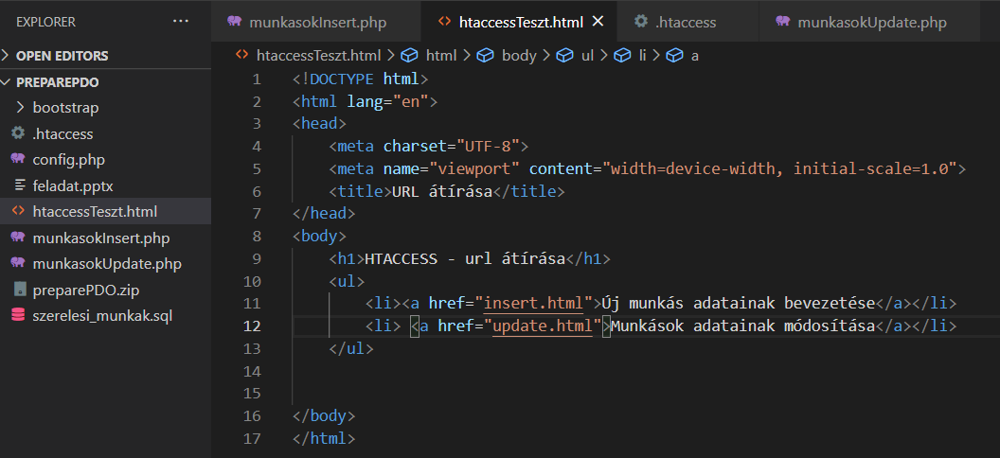 EXPLORER ...
OPEN EDITORS
PREPAREPDO
bootstrap
.htaccess
config.php
feladat.pptx
htaccessTeszt.html
munkasokInsert.php
munkasokUpdate.php
preparePDO.zip
szerelesi_munkak.sql
munkasokInsert.php htaccessTeszt.html .htaccess munkasokUpdate.php
htaccessTeszt.html > html > body > ul > li > a
1 <!DOCTYPE html>
2 <html lang="en">
3 <head>
4 <meta charset="UTF-8">
5 <meta name="viewport" content="width=device-width, initial-scale=1.0">
6 <title>URL átírása</title>
7 </head>
8 <body>
9 <h1>HTACCESS - url átírása</h1>
10 <ul>
11 <li><a href="insert.html">Új munkás adatainak bevezetése</a></li>
12 <li> <a href="update.html">Munkások adatainak módosítása</a></li>
13 </ul>
14
15
16 </body>
17 </html>